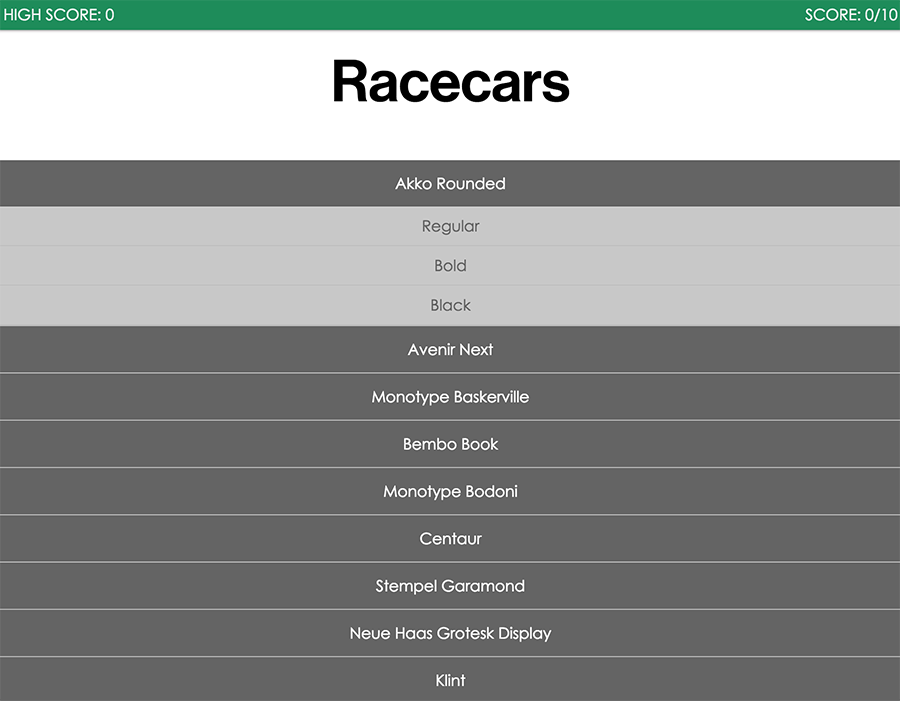 HIGH SCORE: 0
SCORE: 0/10
Racecars
Akko Rounded
Regular
Bold
Black
Avenir Next
Monotype Baskerville
Bembo Book
Monotype Bodoni
Centaur
Stempel Garamond
Neue Haas Grotesk Display
Klint